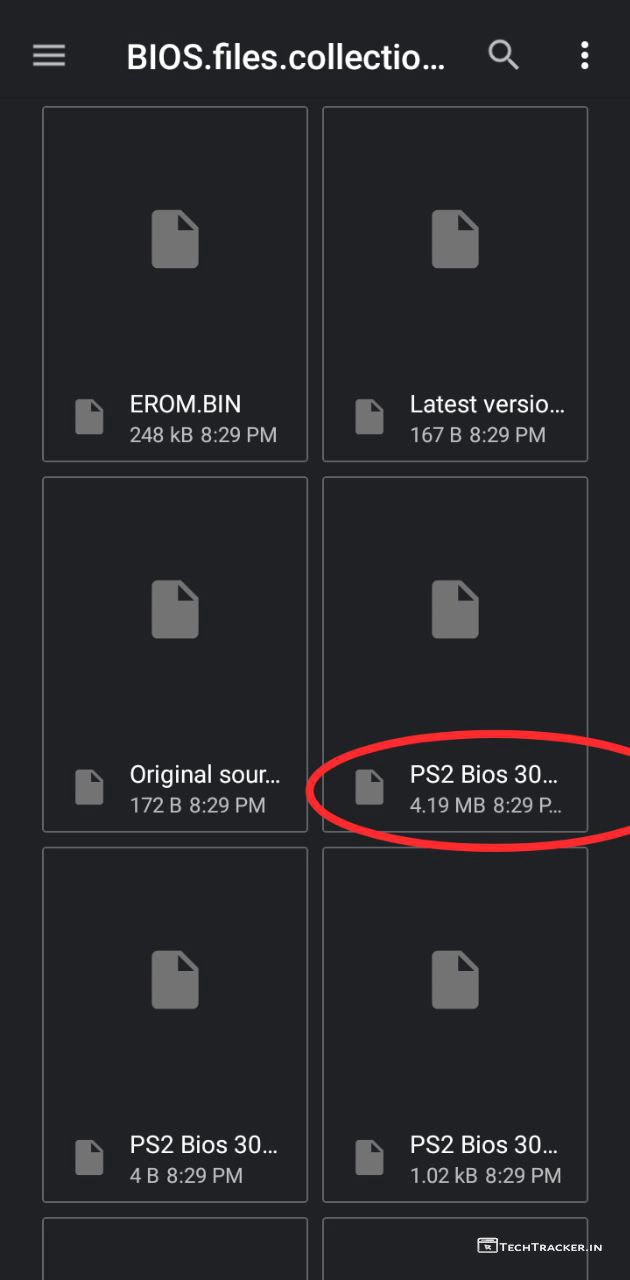 BIOS.files.collectio...
EROM.BIN
248 kB 8:29 PM
Latest versio...
167 B 8:29 PM
Original sour...
172 B 8:29 PM
PS2 Bios 30...
4.19 MB 8:29 P...
PS2 Bios 30...
4 B 8:29 PM
PS2 Bios 30...
1.02 kB 8:29 PM
TECHTRACKER.IN